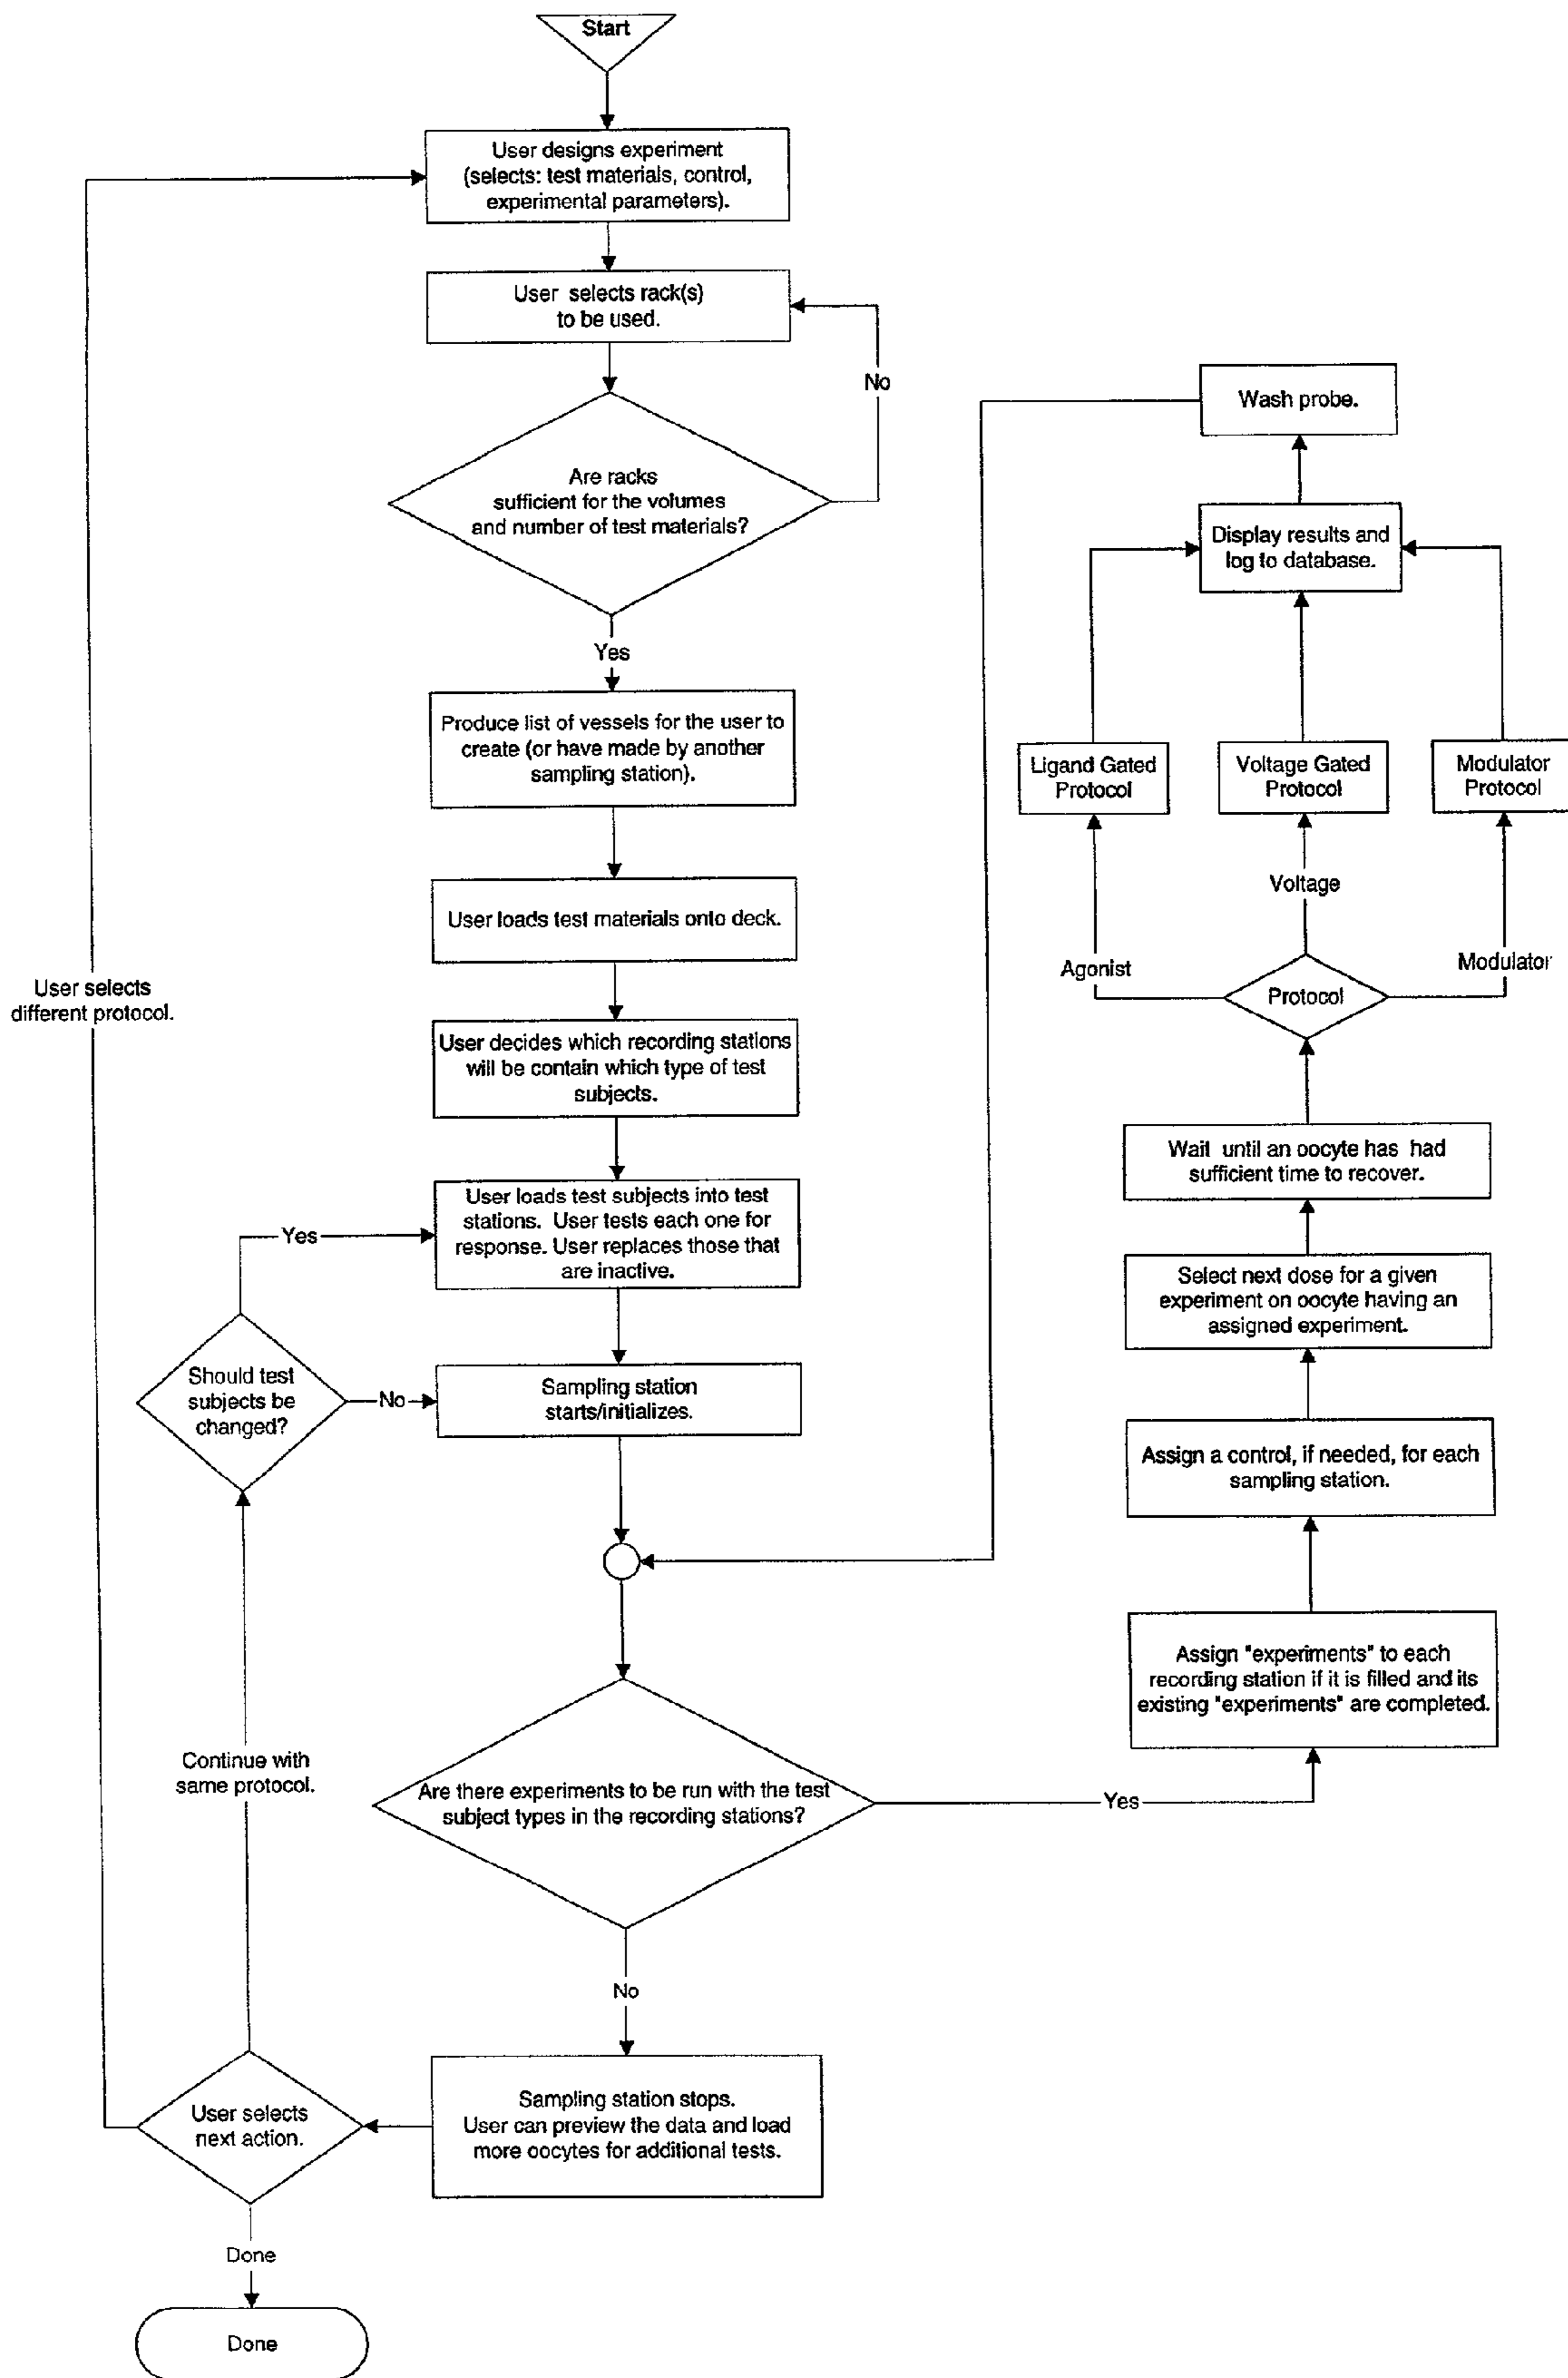 Start
User designs experiment
(selects: test materials, control,
experimental parameters).
User selects rack(s)
to be used.
No
Are racks
sufficient for the volumes
and number of test materials?
Yes
Produce list of vessels for the user to
create (or have made by another
sampling station).
User loads test materials onto deck.
User decides which recording stations
will be contain which type of test
subjects.
User loads test subjects into test
stations. User tests each one for
response. User replaces those that
are inactive.
Yes
Should test
subjects be
changed?
No
Sampling station
starts/initializes.
User selects
different protocol.
Continue with
same protocol.
Are there experiments to be run with the test
subject types in the recording stations?
Yes
No
Sampling station stops.
User can preview the data and load
more oocytes for additional tests.
User selects
next action.
Done
Done
Wash probe.
Display results and
log to database.
Ligand Gated
Protocol
Voltage Gated
Protocol
Modulator
Protocol
Voltage
Agonist
Modulator
Protocol
Wait until an oocyte has had
sufficient time to recover.
Select next dose for a given
experiment on oocyte having an
assigned experiment.
Assign a control, if needed, for each
sampling station.
Assign "experiments" to each
recording station if it is filled and its
existing "experiments" are completed.